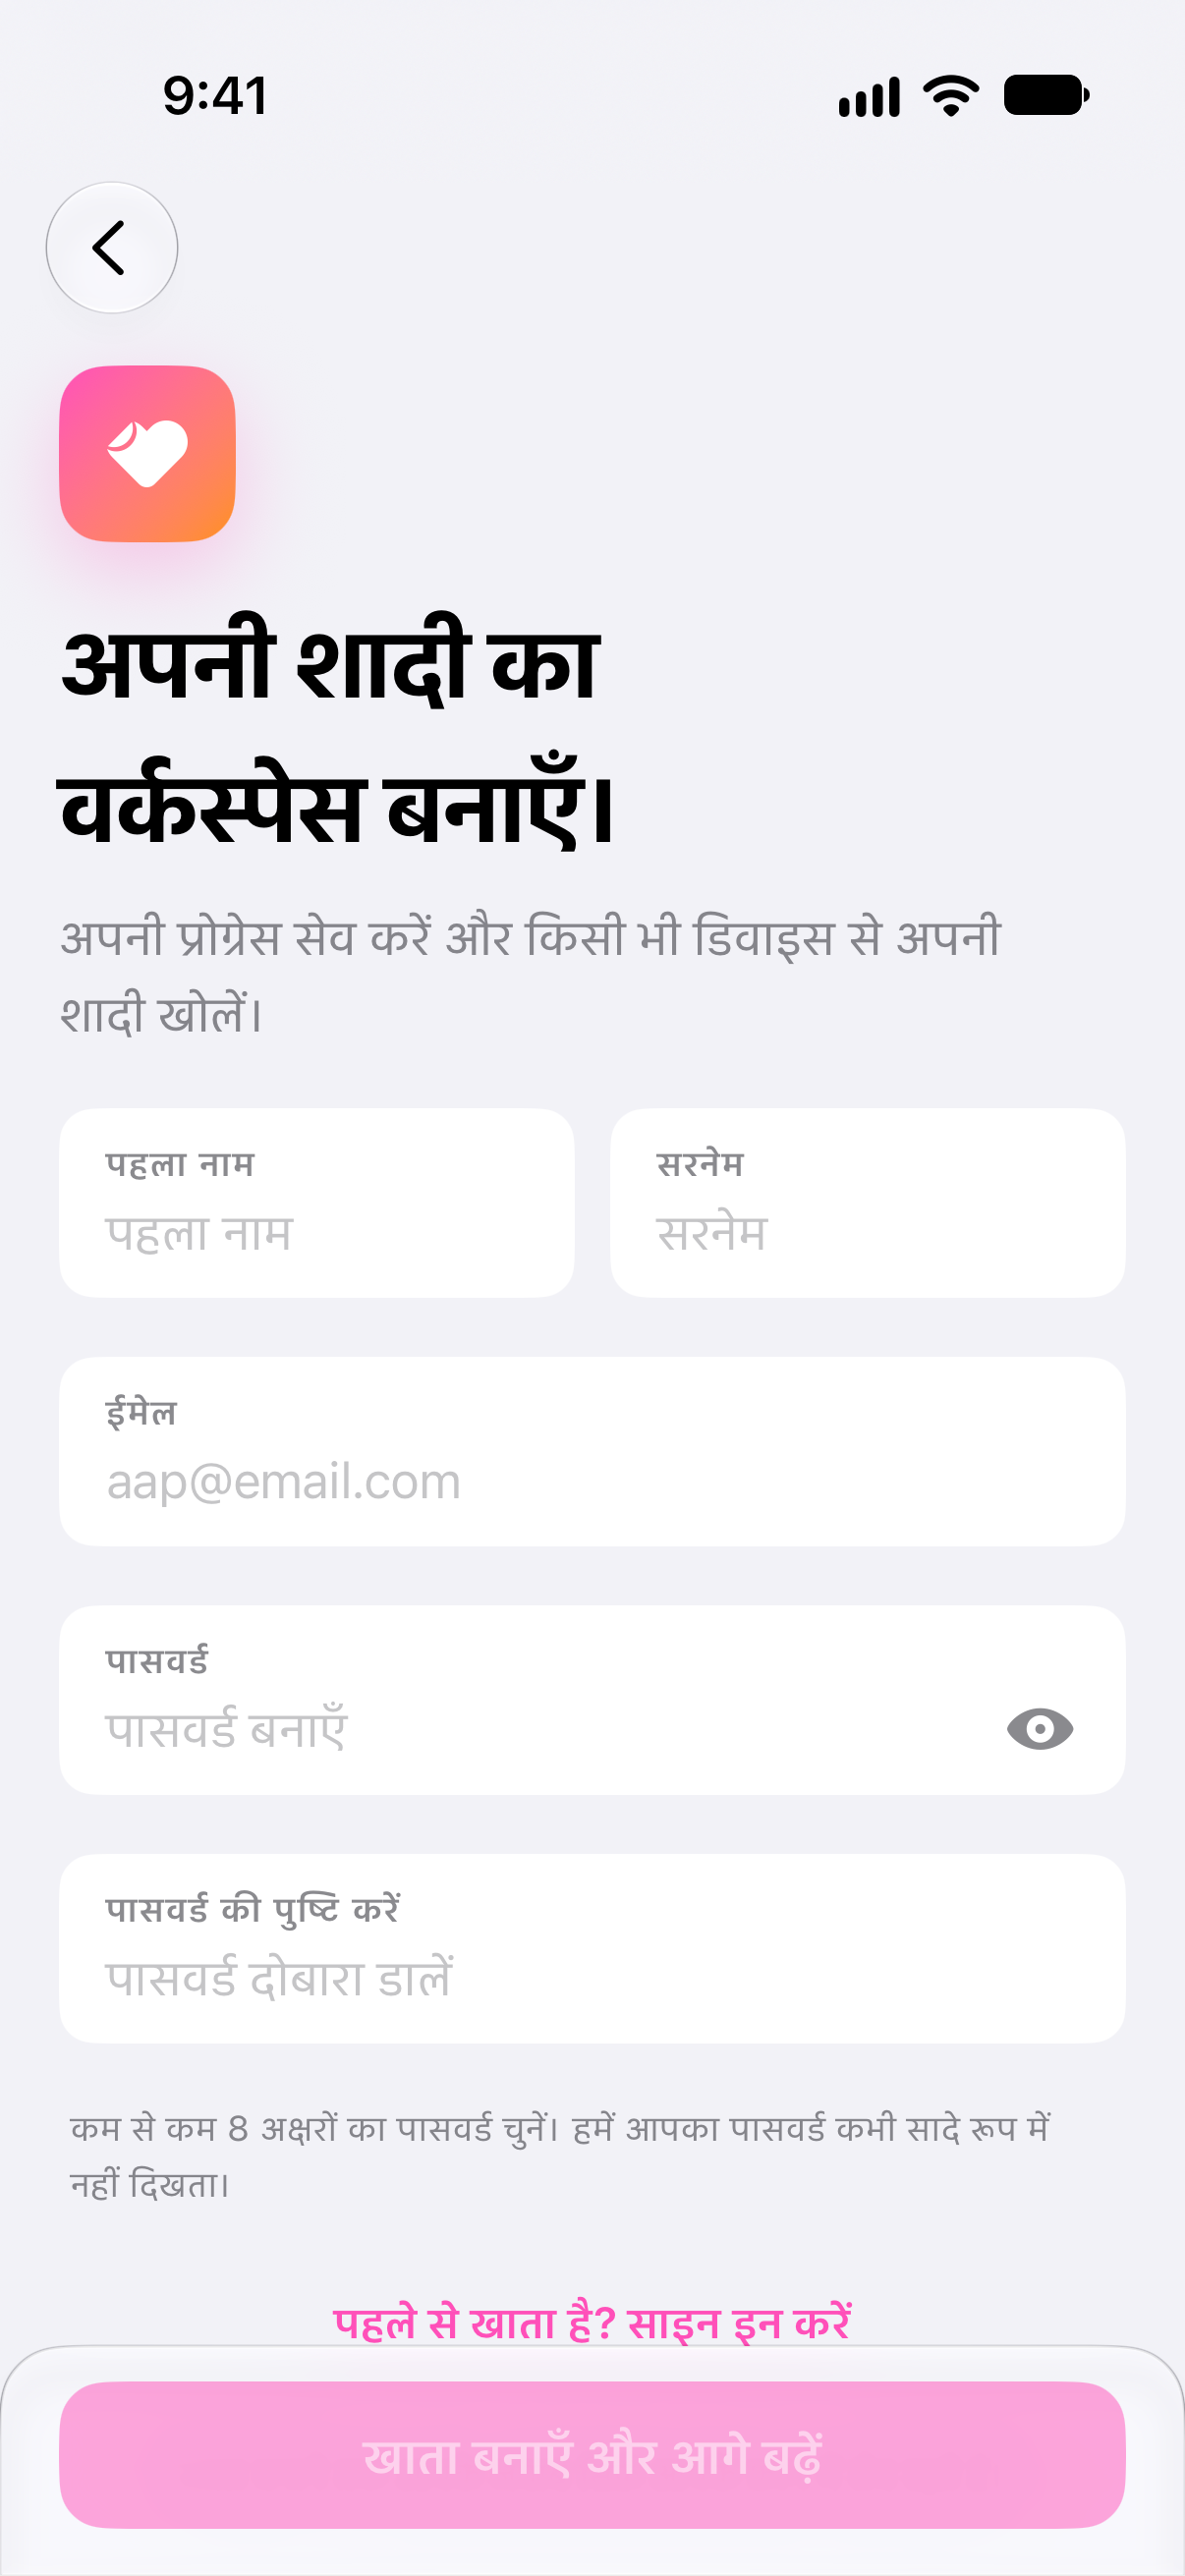 9:41
अपनी शादी का
वर्कस्पेस बनाएँ।
अपनी प्रोग्रेस सेव करें और किसी भी डिवाइस से अपनी
शादी खोलें।
पहला नाम
पहला नाम
सरनेम
सरनेम
ईमेल
aap@email.com
पासवर्ड
पासवर्ड बनाएँ
पासवर्ड की पुष्टि करें
पासवर्ड दोबारा डालें
कम से कम 8 अक्षरों का पासवर्ड चुनें। हमें आपका पासवर्ड कभी सादे रूप में
नहीं दिखता।
पहले से खाता है? साइन इन करें
खाता बनाएँ और आगे बढ़ें